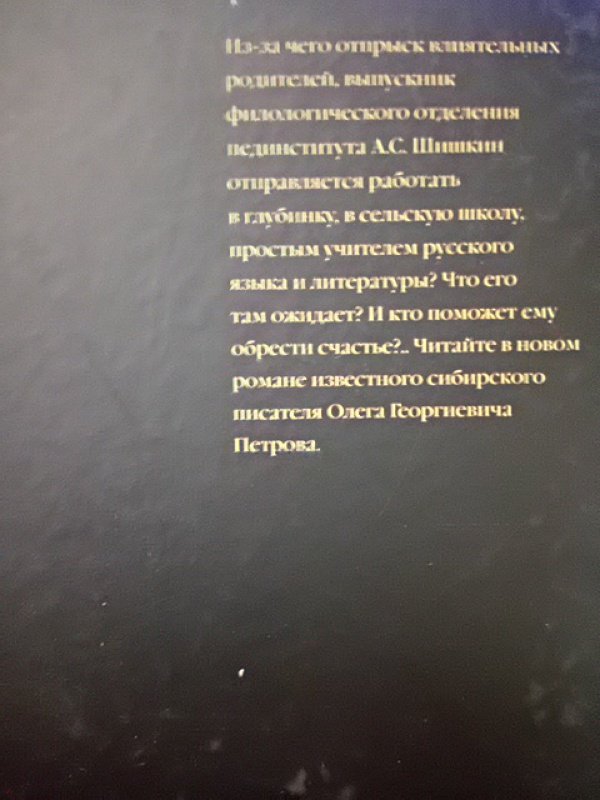 Из-за чего отпрыск влиятельных
родителей, выпускник
филологического отделения
пединститута А.С. Шишкин
отправляется работать
в глубинку, в сельскую школу,
простым учителем русского
языка и литературы? Что его
там ожидает? И кто поможет ему
обрести счастье?.. Читайте в новом
романе известного сибирского
писателя Олега Георгиевича
Петрова.